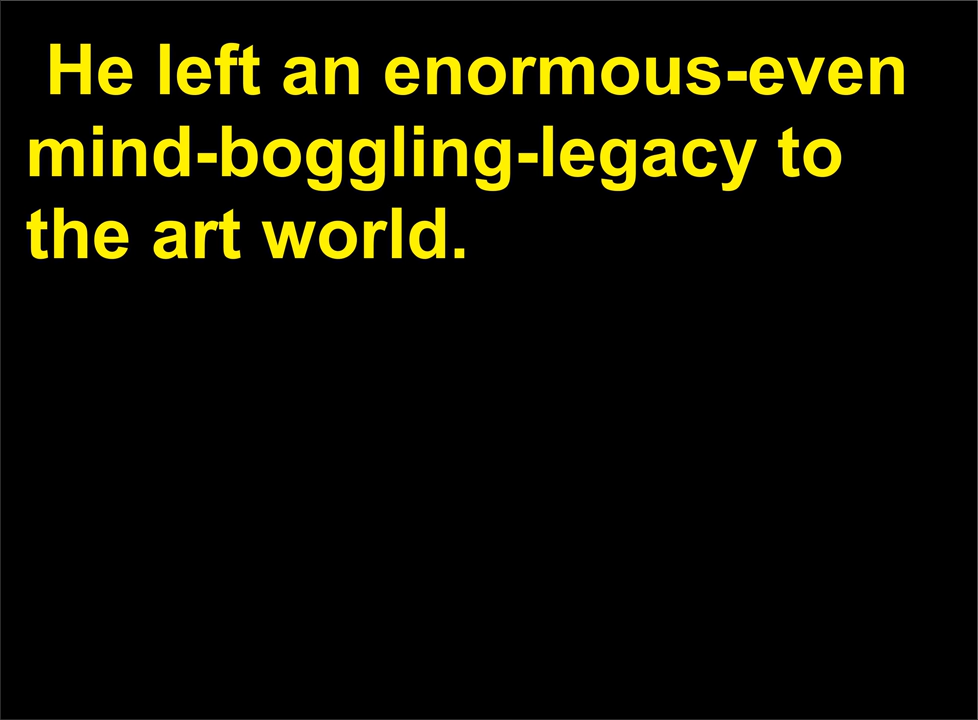 He left an enormous-even
mind-boggling-legacy to
the art world.